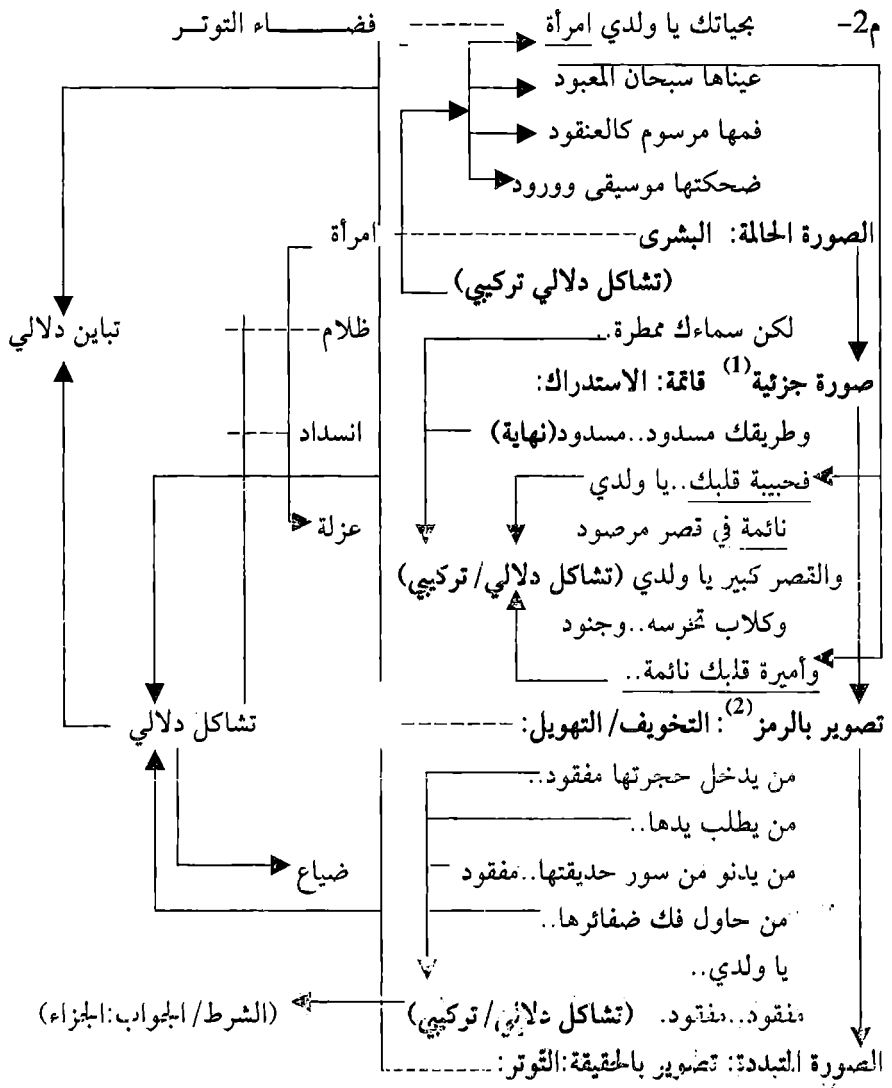 م2- بحياتك يا ولدي امرأة فضـــــاء التوتــر
عيناها سبحان المعبود
فمها مرسوم كالعنقود
ضحكتها موسيقى وورود
الصورة الحالمة: البشرى امرأة
(تشاكل دلالي تركيبي)
لكن سماءك ممطرة.. ظلام تباين دلالي
صورة جزئية(1) قاتمة: الاستدراك:
وطريقك مسدود..مسدود(نهاية) انسداد
فحبيبة قلبك..يا ولدي
نائمة في قصر مرصود عزلة
والقصر كبير يا ولدي (تشاكل دلالي/ تركيبي)
وكلاب تحرسه..وجنود
وأميرة قلبك نائمة..
تصوير بالرمز(2): التخويف/ التهويل: تشاكل دلالي
من يدخل حجرتها مفقود..
من يطلب يدها..
من يدنو من سور حديقتها..مفقود ضياع
من حاول فك ضفائرها..
يا ولدي..
مفقود..مفقود. (تشاكل دلالي/ تركيبي) (الشرط/ الجواب:الجزاء)
الصورة المتبددة: تصوير بالحقيقة:التوتر: